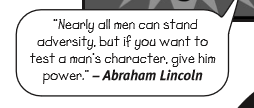 "Nearly all men can stand
adversity, but if you want to
test a man's character, give him
power." – Abraham Lincoln